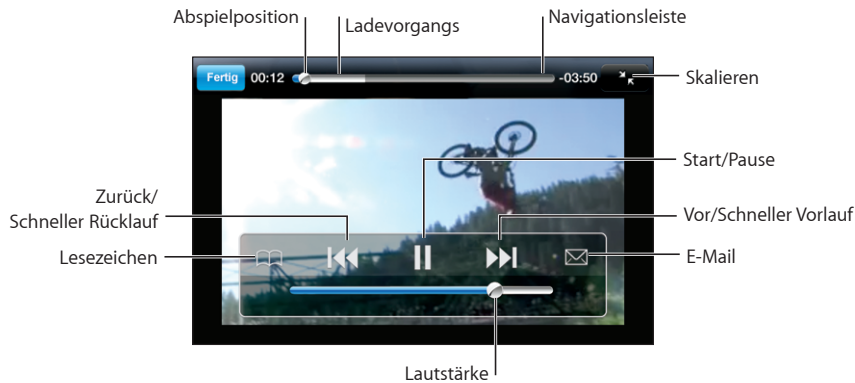 Abspielposition
Ladevorgangs
Navigationsleiste
Fertig 00:12 -03:50
Skalieren
Start/Pause
Zurück/
Schneller Rücklauf
Vor/Schneller Vorlauf
Lesezeichen
E-Mail
Lautstärke